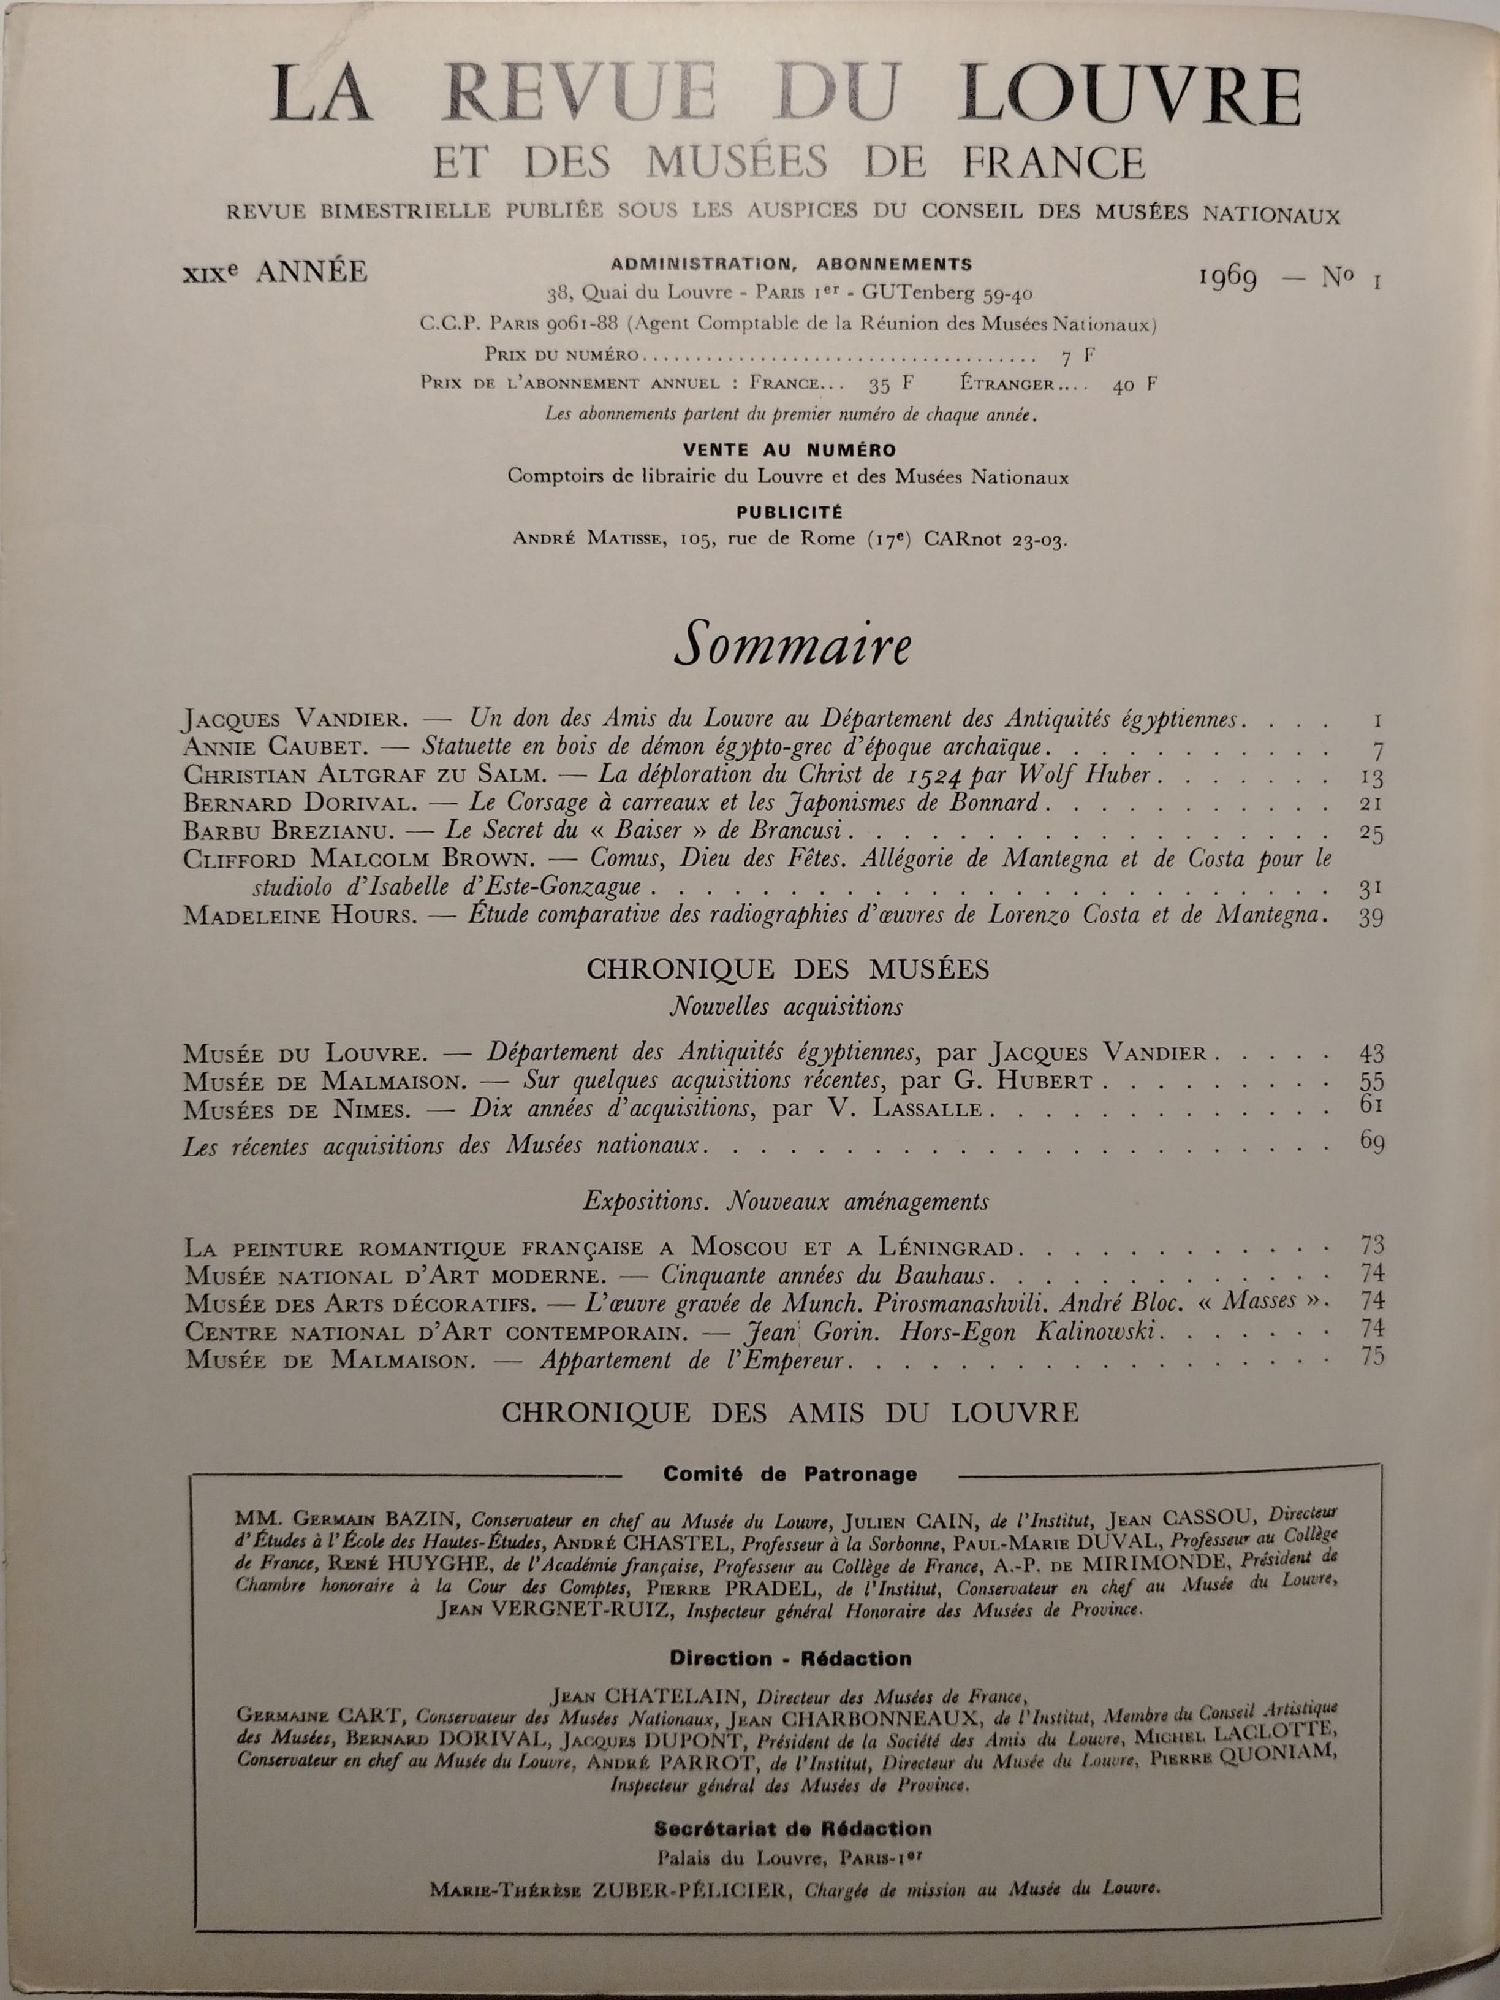 LA REVUE DU LOUVRE
ET DES MUSÉES DE FRANCE
REVUE BIMESTRIELLE PUBLIÉE SOUS LES AUSPICES DU CONSEIL DES MUSÉES NATIONAUX
XIXe ANNÉE
ADMINISTRATION, ABONNEMENTS
1969 — No 1
38, Quai du Louvre - PARIS 1er - GUTenberg 59-40
C.C.P. PARIS 9061-88 (Agent Comptable de la Réunion des Musées Nationaux)
PRIX DU NUMÉRO..................................... 7 F
PRIX DE L'ABONNEMENT ANNUEL : FRANCE... 35 F ÉTRANGER.... 40 F
Les abonnements partent du premier numéro de chaque année.
VENTE AU NUMÉRO
Comptoirs de librairie du Louvre et des Musées Nationaux
PUBLICITÉ
ANDRÉ MATISSE, 105, rue de Rome (17e) CARnot 23-03.
Sommaire
JACQUES VANDIER. — Un don des Amis du Louvre au Département des Antiquités égyptiennes. . . . . 1
ANNIE CAUBET. — Statuette en bois de démon égypto-grec d'époque archaïque. . . . . . . . . . . . . 7
CHRISTIAN ALTGRAF ZU SALM. — La déploration du Christ de 1524 par Wolf Huber. . . . . . . . 13
BERNARD DORIVAL. — Le Corsage à carreaux et les Japonismes de Bonnard. . . . . . . . . . . . . 21
BARBU BREZIANU. — Le Secret du « Baiser » de Brancusi. . . . . . . . . . . . . . . . . . . . 25
CLIFFORD MALCOLM BROWN. — Comus, Dieu des Fêtes. Allégorie de Mantegna et de Costa pour le
studiolo d'Isabelle d'Este-Gonzague . . . . . . . . . . . . . . . . . . . . . . . . . . . . 31
MADELEINE HOURS. — Étude comparative des radiographies d'œuvres de Lorenzo Costa et de Mantegna. 39
CHRONIQUE DES MUSÉES
Nouvelles acquisitions
MUSÉE DU LOUVRE. — Département des Antiquités égyptiennes, par JACQUES VANDIER. . . . . 43
MUSÉE DE MALMAISON. — Sur quelques acquisitions récentes, par G. HUBERT. . . . . . . . . . 55
MUSÉES DE NIMES. — Dix années d'acquisitions, par V. LASSALLE. . . . . . . . . . . . . . . 61
Les récentes acquisitions des Musées nationaux. . . . . . . . . . . . . . . . . . . . . . . . 69
Expositions. Nouveaux aménagements
LA PEINTURE ROMANTIQUE FRANÇAISE A MOSCOU ET A LÉNINGRAD. . . . . . . . . . . . . 73
MUSÉE NATIONAL D'ART MODERNE. — Cinquante années du Bauhaus. . . . . . . . . . . . . . 74
MUSÉE DES ARTS DÉCORATIFS. — L'œuvre gravée de Munch. Pirosmanashvili. André Bloc. « Masses ». 74
CENTRE NATIONAL D'ART CONTEMPORAIN. — Jean Gorin. Hors-Egon Kalinowski. . . . . . . . 74
MUSÉE DE MALMAISON. — Appartement de l'Empereur. . . . . . . . . . . . . . . . . . . . 75
CHRONIQUE DES AMIS DU LOUVRE
Comité de Patronage
MM. GERMAIN BAZIN, Conservateur en chef au Musée du Louvre, JULIEN CAIN, de l'Institut, JEAN CASSOU, Directeur
d'Études à l'École des Hautes-Études, ANDRÉ CHASTEL, Professeur à la Sorbonne, PAUL-MARIE DUVAL, Professeur au Collège
de France, RENÉ HUYGHE, de l'Académie française, Professeur au Collège de France, A.-P. DE MIRIMONDE, Président de
Chambre honoraire à la Cour des Comptes, PIERRE PRADEL, de l'Institut, Conservateur en chef au Musée du Louvre,
JEAN VERGNET-RUIZ, Inspecteur général Honoraire des Musées de Province.
Direction - Rédaction
JEAN CHATELAIN, Directeur des Musées de France,
GERMAINE CART, Conservateur des Musées Nationaux, JEAN CHARBONNEAUX, de l'Institut, Membre du Conseil Artistique
des Musées, BERNARD DORIVAL, JACQUES DUPONT, Président de la Société des Amis du Louvre, MICHEL LACLOTTE,
Conservateur en chef au Musée du Louvre, ANDRÉ PARROT, de l'Institut, Directeur du Musée du Louvre, PIERRE QUONIAM,
Inspecteur général des Musées de Province.
Secrétariat de Rédaction
Palais du Louvre, PARIS-1er
MARIE-THÉRÈSE ZUBER-PÉLICIER, Chargée de mission au Musée du Louvre.